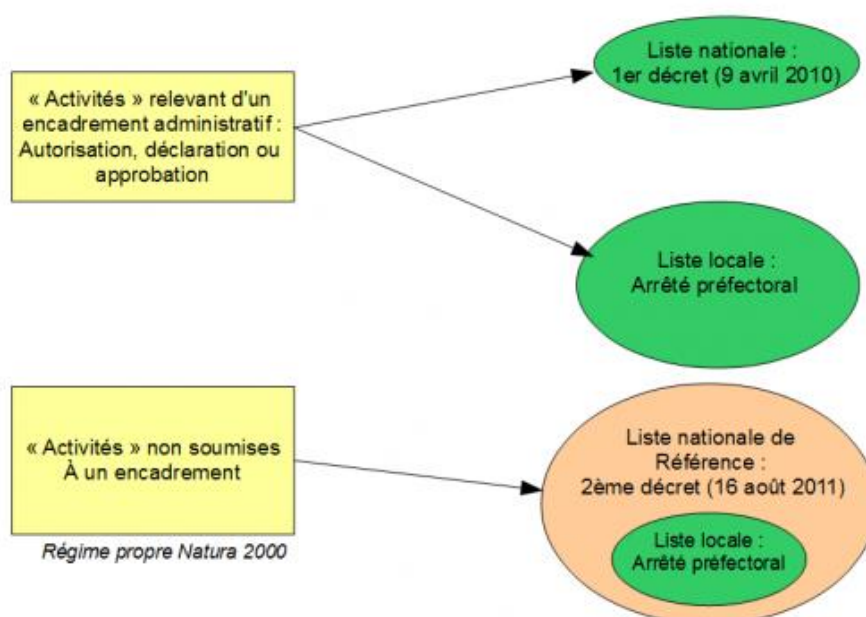 « Activités » relevant d'un
encadrement administratif :
Autorisation, déclaration ou
approbation
Liste nationale :
1er décret (9 avril 2010)
Liste locale :
Arrêté préfectoral
« Activités » non soumises
À un encadrement
Régime propre Natura 2000
Liste nationale de
Référence :
2ème décret (16 août 2011)
Liste locale :
Arrêté préfectoral